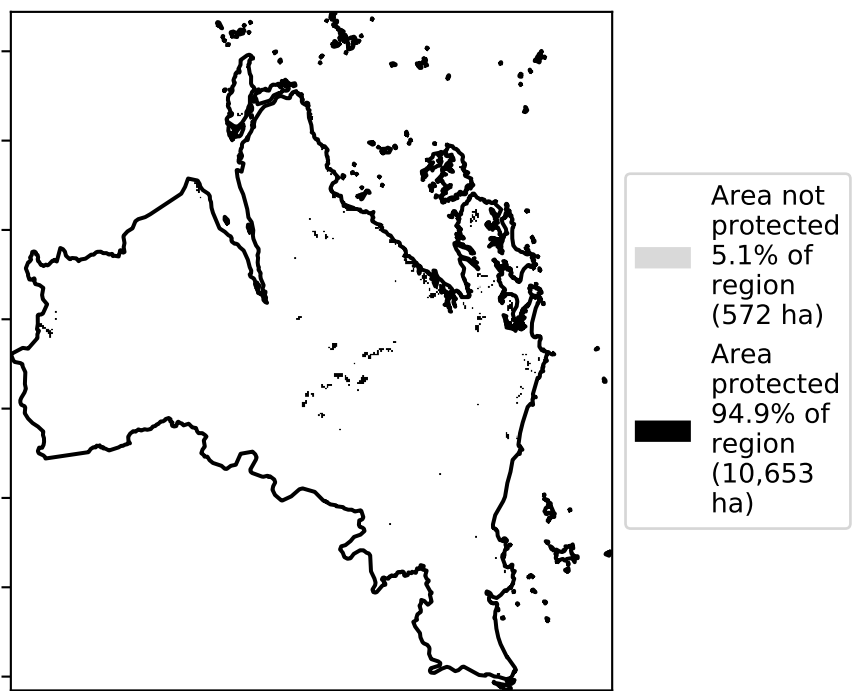 Area not
protected
5.1% of
region
(572 ha)
Area
protected
94.9% of
region
(10,653
ha)